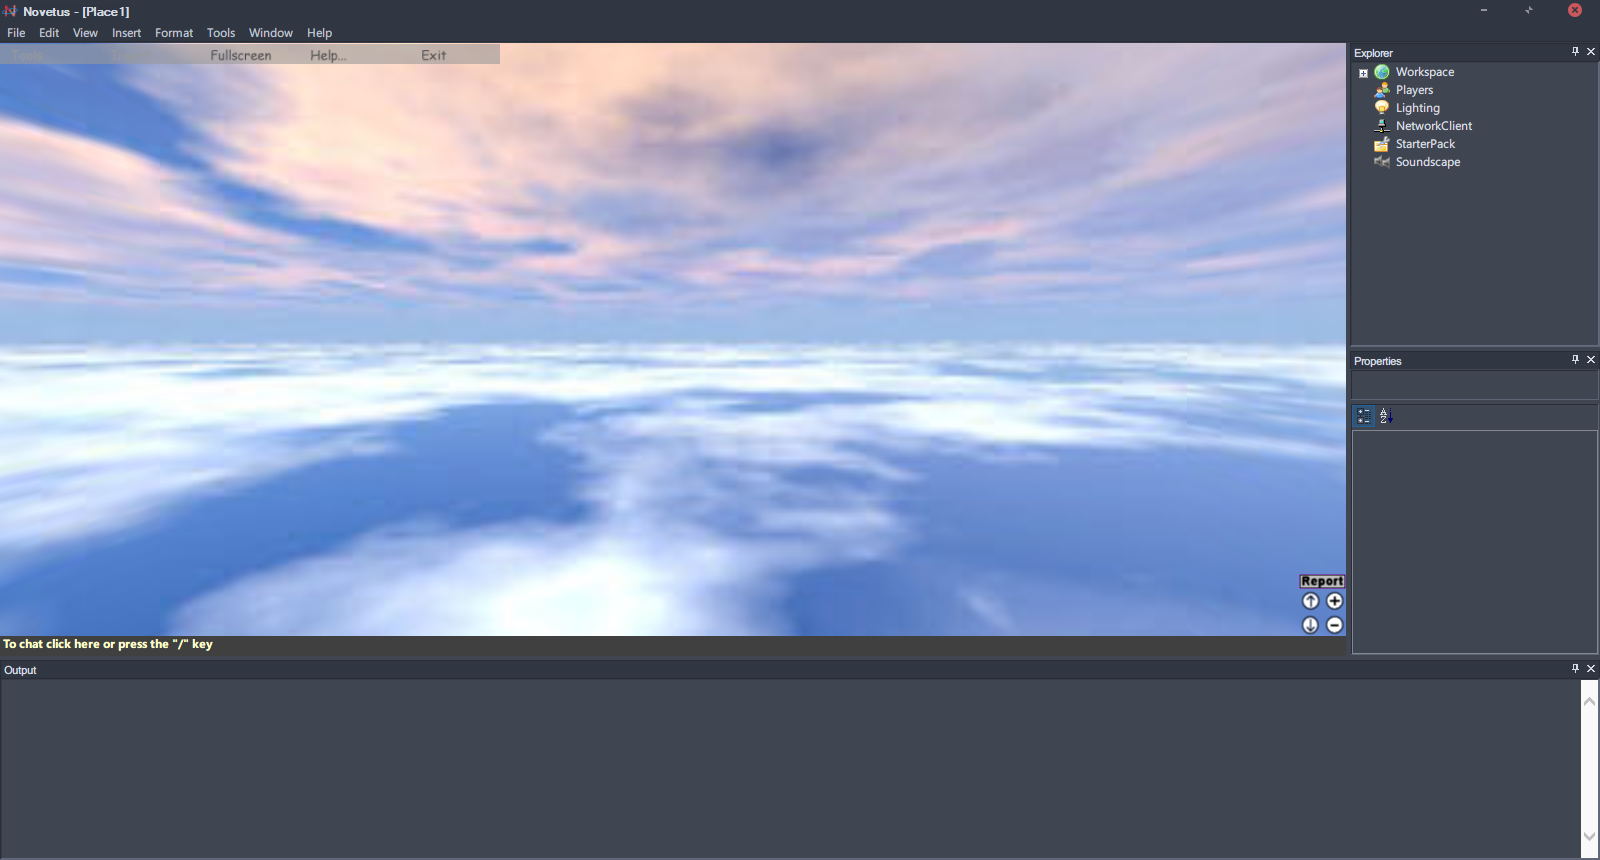 Novetus - [Place1]
File Edit View Insert Format Tools Window Help
Tools Fullscreen Help... Exit
Explorer
Workspace
Players
Lighting
NetworkClient
StarterPack
Soundscape
Properties
Report
To chat click here or press the "/" key
Output